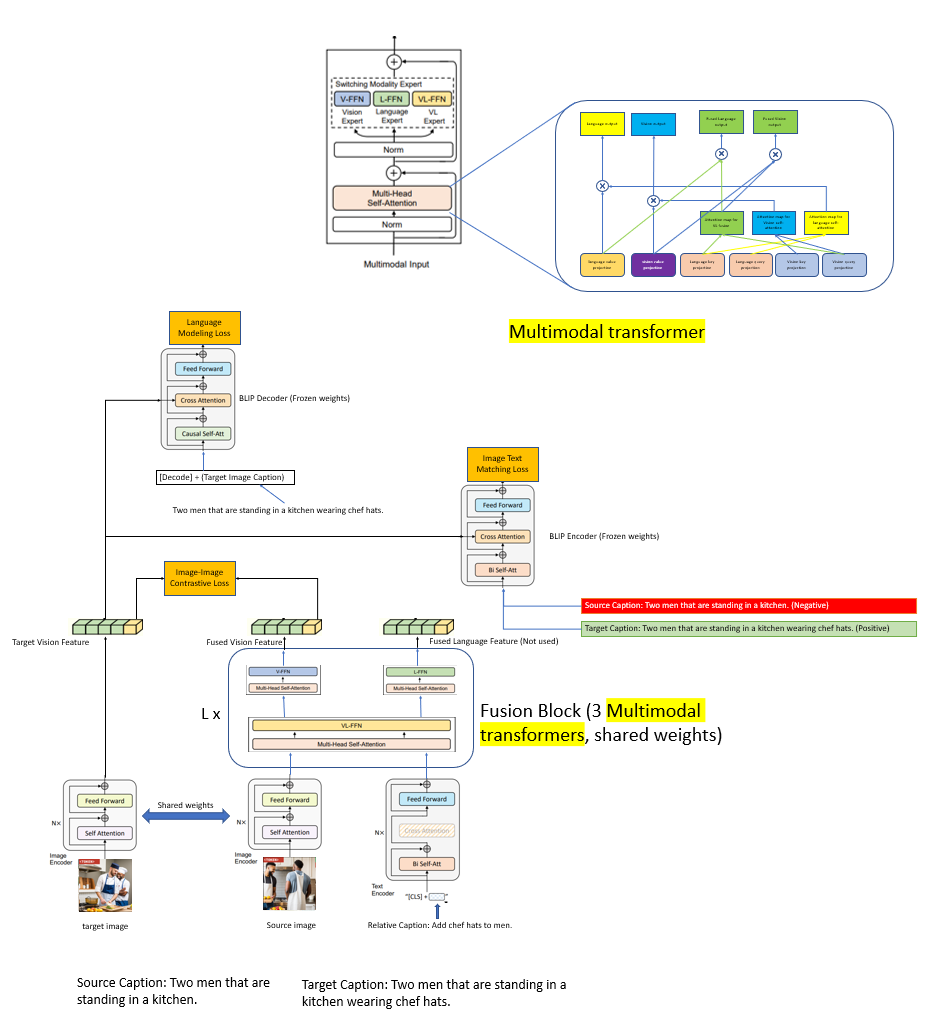 Switching Modality Expert
V-FFN L-FFN VL-FFN
Vision Expert
Language Expert
VL Expert
Norm
Multi-Head
Self-Attention
Norm
Multimodal Input
Language output
Vision output
Fused Language
output
Fused Vision
output
Attention map for
Attention map for
Vision self-
attention
Attention map for
language self-
attention
language value
projection
vision value
projection
Language key
projection
Language query
projection
Vision key
projection
Vision query
projection
Multimodal transformer
Language
Modeling Loss
Feed Forward
Cross Attention
Causal Self-Att
BLIP Decoder (Frozen weights)
[Decode] + (Target Image Caption)
Two men that are standing in a kitchen wearing chef hats.
Image Text
Matching Loss
Feed Forward
Cross Attention
Bi Self-Att
BLIP Encoder (Frozen weights)
Image-Image
Contrastive Loss
Source Caption: Two men that are standing in a kitchen. (Negative)
Target Caption: Two men that are standing in a kitchen wearing chef hats. (Positive)
Target Vision Feature
Fused Vision Feature
Fused Language Feature (Not used)
V-FFN
Multi-Head Self-Attention
L-FFN
Multi-Head Self-Attention
L x
VL-FFN
Multi-Head Self-Attention
Fusion Block (3 Multimodal
transformers, shared weights)
Feed Forward
Self Attention
N×
Image
Encoder
Shared weights
Feed Forward
Self Attention
N×
Image
Encoder
Feed Forward
Cross Attention
Bi Self-Att
N×
Text
Encoder
"[CLS] + "
target image
Source image
Relative Caption: Add chef hats to men.
Source Caption: Two men that are
standing in a kitchen.
Target Caption: Two men that are standing in a
kitchen wearing chef hats.